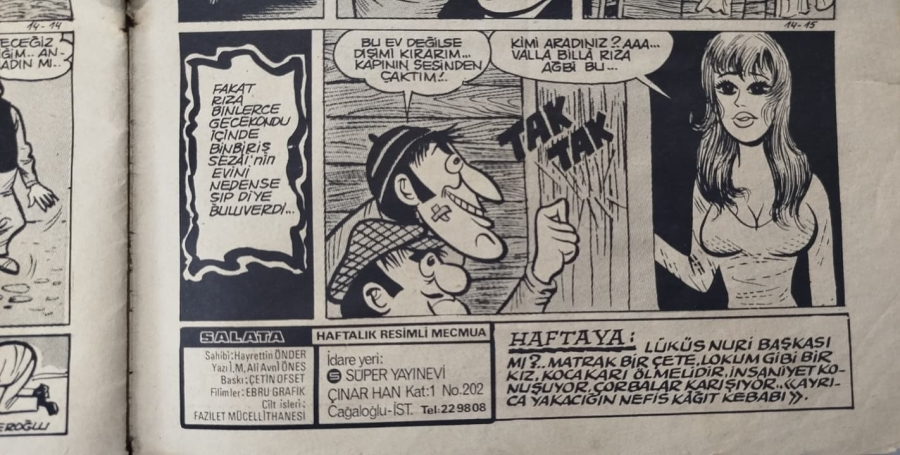 14-14
14-15
ECEĞİZ
ĞİM.. AN-
ADIN MI..
FAKAT
RIZA
BİNLERCE
GECEKONDU
İÇİNDE
BİNBİRİŞ
SEZAİ'nin
EVİNİ
NEDENSE
ŞIP DİYE
BULUVERDİ...
BU EV DEĞİLSE
DİŞİMİ KIRARIM...
KAPININ SESİNDEN
ÇAKTIM!..
KİMİ ARADINIZ? AAA...
VALLA BİLLA RIZA
AĞBİ BU...
TAK
TAK
SALATA
Sahibi: Hayrettin ÖNDER
Yazı İ.M. Ali Avni ÖNEŞ
Baskı: ÇETİN OFSET
Filimler: EBRU GRAFİK
Cilt işleri:
FAZİLET MÜCELLİTHANESİ
HAFTALIK RESİMLİ MECMUA
İdare yeri:
S SÜPER YAYINEVİ
ÇINAR HAN Kat:1 No.202
Cağaloğlu-İST. Tel: 22 98 08
HAFTAYA: LÜKÜS NURİ BAŞKASI
MI?.. MATRAK BİR ÇETE, LOKUM GİBİ BİR
KIZ, KOCAKARI ÖLMELİDİR, İNSANİYET KO-
NUŞUYOR, ÇORBALAR KARIŞIYOR.. «AYRI-
CA YAKACIĞIN NEFİS KAĞIT KEBABI».
EROĞLU